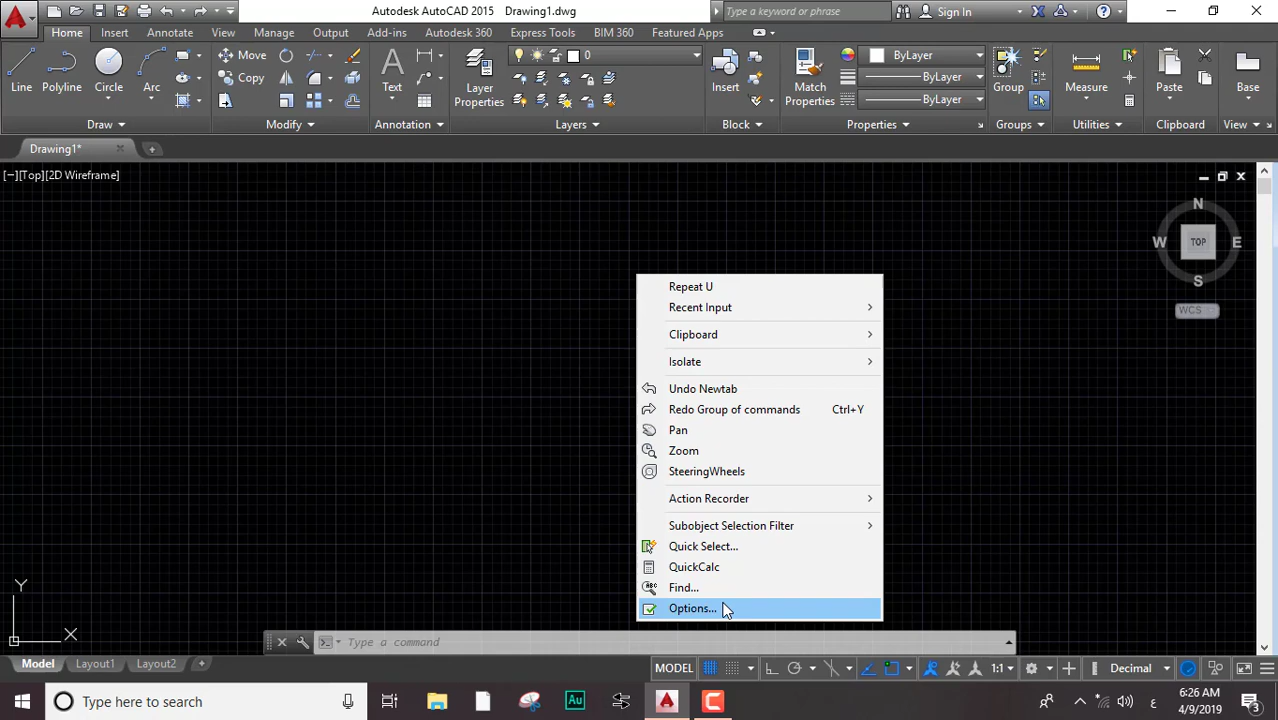 Autodesk AutoCAD 2015 Drawing1.dwg
Type a keyword or phrase
Sign In
Home Insert Annotate View Manage Output Add-ins Autodesk 360 Express Tools BIM 360 Featured Apps
Line
Polyline
Circle
Arc
Move
Copy
Text
Layer
Properties
0
Insert
Match
Properties
ByLayer
ByLayer
ByLayer
Group
Measure
Paste
Base
Draw
Modify
Annotation
Layers
Block
Properties
Groups
Utilities
Clipboard
View
Drawing1*
[−][Top][2D Wireframe]
N
W TOP E
S
WCS
Repeat U
Recent Input
Clipboard
Isolate
Undo Newtab
Redo Group of commands Ctrl+Y
Pan
Zoom
SteeringWheels
Action Recorder
Subobject Selection Filter
Quick Select...
QuickCalc
ABC Find...
Options...
Y
X
Type a command
Model Layout1 Layout2
MODEL 1:1 Decimal
Type here to search
Au
ع
6:26 AM
4/9/2019
3